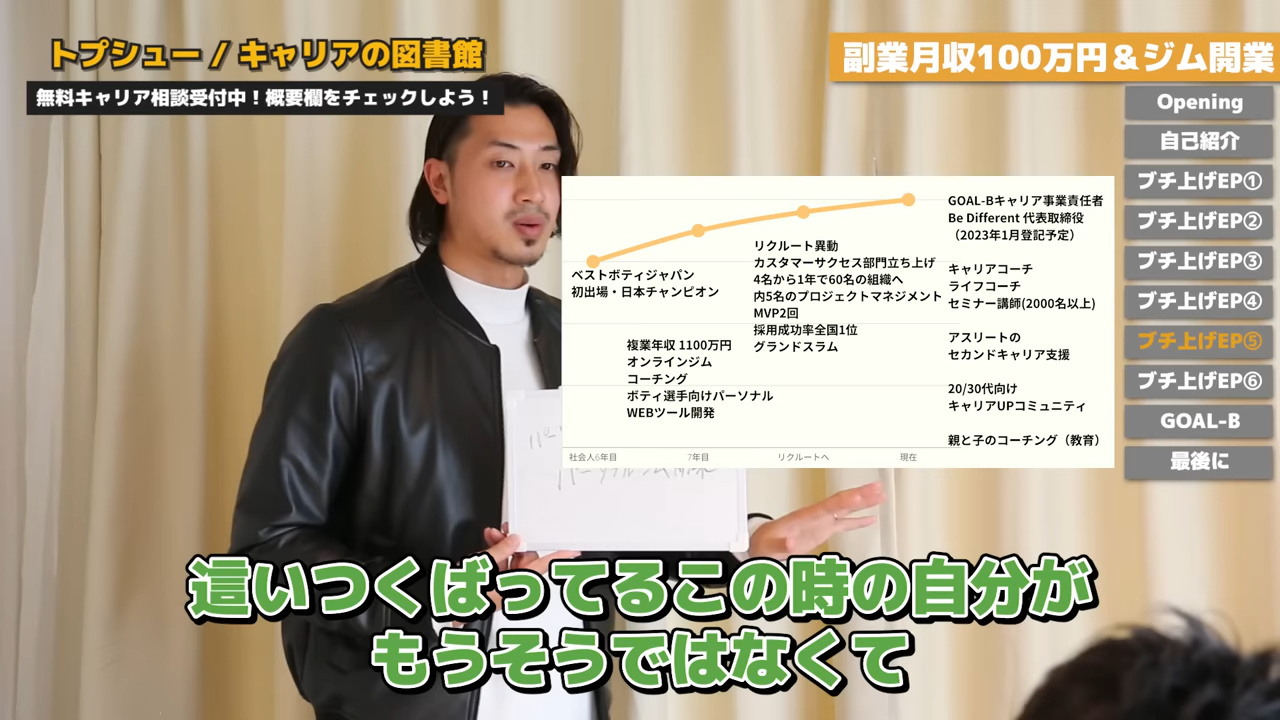 トプシュー / キャリアの図書館
無料キャリア相談受付中！概要欄をチェックしよう！
副業月収100万円＆ジム開業
Opening
自己紹介
ブチ上げEP①
ブチ上げEP②
ブチ上げEP③
ブチ上げEP④
ブチ上げEP⑤
ブチ上げEP⑥
GOAL-B
最後に
ベストボティジャパン
初出場・日本チャンピオン
複業年収 1100万円
オンラインジム
コーチング
ボティ選手向けパーソナル
WEBツール開発
リクルート異動
カスタマーサクセス部門立ち上げ
4名から1年で60名の組織へ
内5名のプロジェクトマネジメント
MVP2回
採用成功率全国1位
グランドスラム
GOAL-Bキャリア事業責任者
Be Different 代表取締役
（2023年1月登記予定）
キャリアコーチ
ライフコーチ
セミナー講師(2000名以上)
アスリートの
セカンドキャリア支援
20/30代向け
キャリアUPコミュニティ
親と子のコーチング（教育）
社会人6年目
7年目
リクルートへ
現在
這いつくばってるこの時の自分が
もうそうではなくて